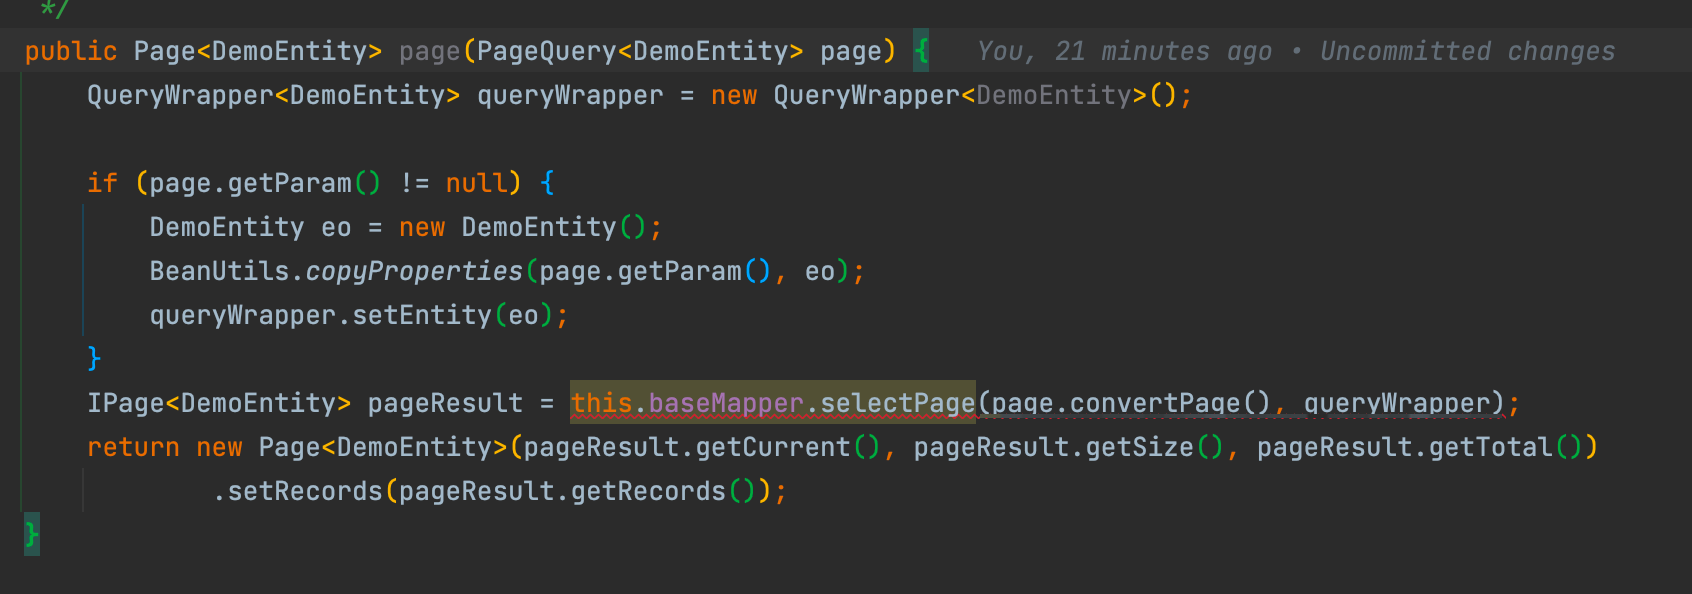 */
public Page<DemoEntity> page(PageQuery<DemoEntity> page) {   You, 21 minutes ago • Uncommitted changes
    QueryWrapper<DemoEntity> queryWrapper = new QueryWrapper<DemoEntity>();
    if (page.getParam() != null) {
        DemoEntity eo = new DemoEntity();
        BeanUtils.copyProperties(page.getParam(), eo);
        queryWrapper.setEntity(eo);
    }
    IPage<DemoEntity> pageResult = this.baseMapper.selectPage(page.convertPage(), queryWrapper);
    return new Page<DemoEntity>(pageResult.getCurrent(), pageResult.getSize(), pageResult.getTotal())
            .setRecords(pageResult.getRecords());
}